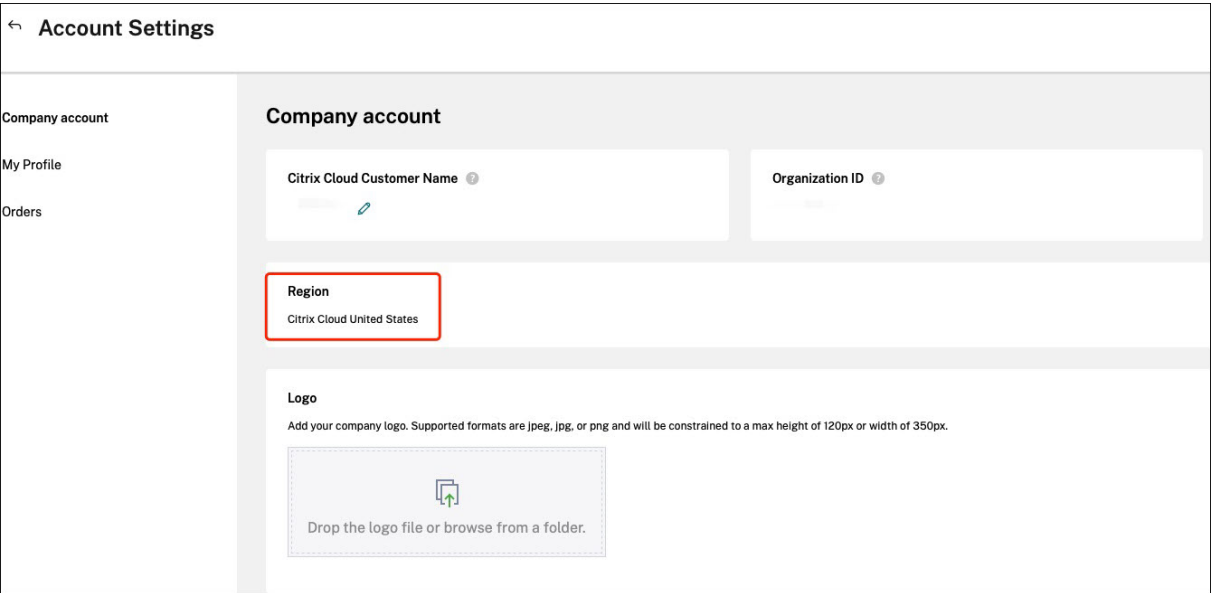 Account Settings
Company account
My Profile
Orders
Company account
Citrix Cloud Customer Name
Organization ID
Region
Citrix Cloud United States
Logo
Add your company logo. Supported formats are jpeg, jpg, or png and will be constrained to a max height of 120px or width of 350px.
Drop the logo file or browse from a folder.